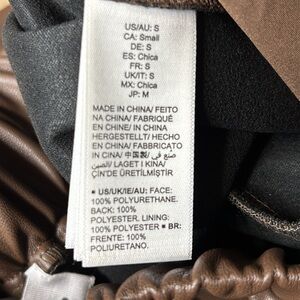 US/AU: S
CA: Small
DE: S
ES: Chica
FR: S
UK/IT: S
MX: Chica
JP: M
MADE IN CHINA/ FEITO
NA CHINA/ FABRIQUÉ
EN CHINE/ IN CHINA
HERGESTELLT/ HECHO
EN CHINA/ FABBRICATO
IN CINA/ 中国製/ صنع في
الصين/ LAGET I KINA/
ÇİN'DE ÜRETİLMİŞTİR
■ US/UK/IE/AU: FACE:
100% POLYURETHANE.
BACK: 100%
POLYESTER. LINING:
100% POLYESTER ■ BR:
FRENTE: 100%
POLIURETANO.